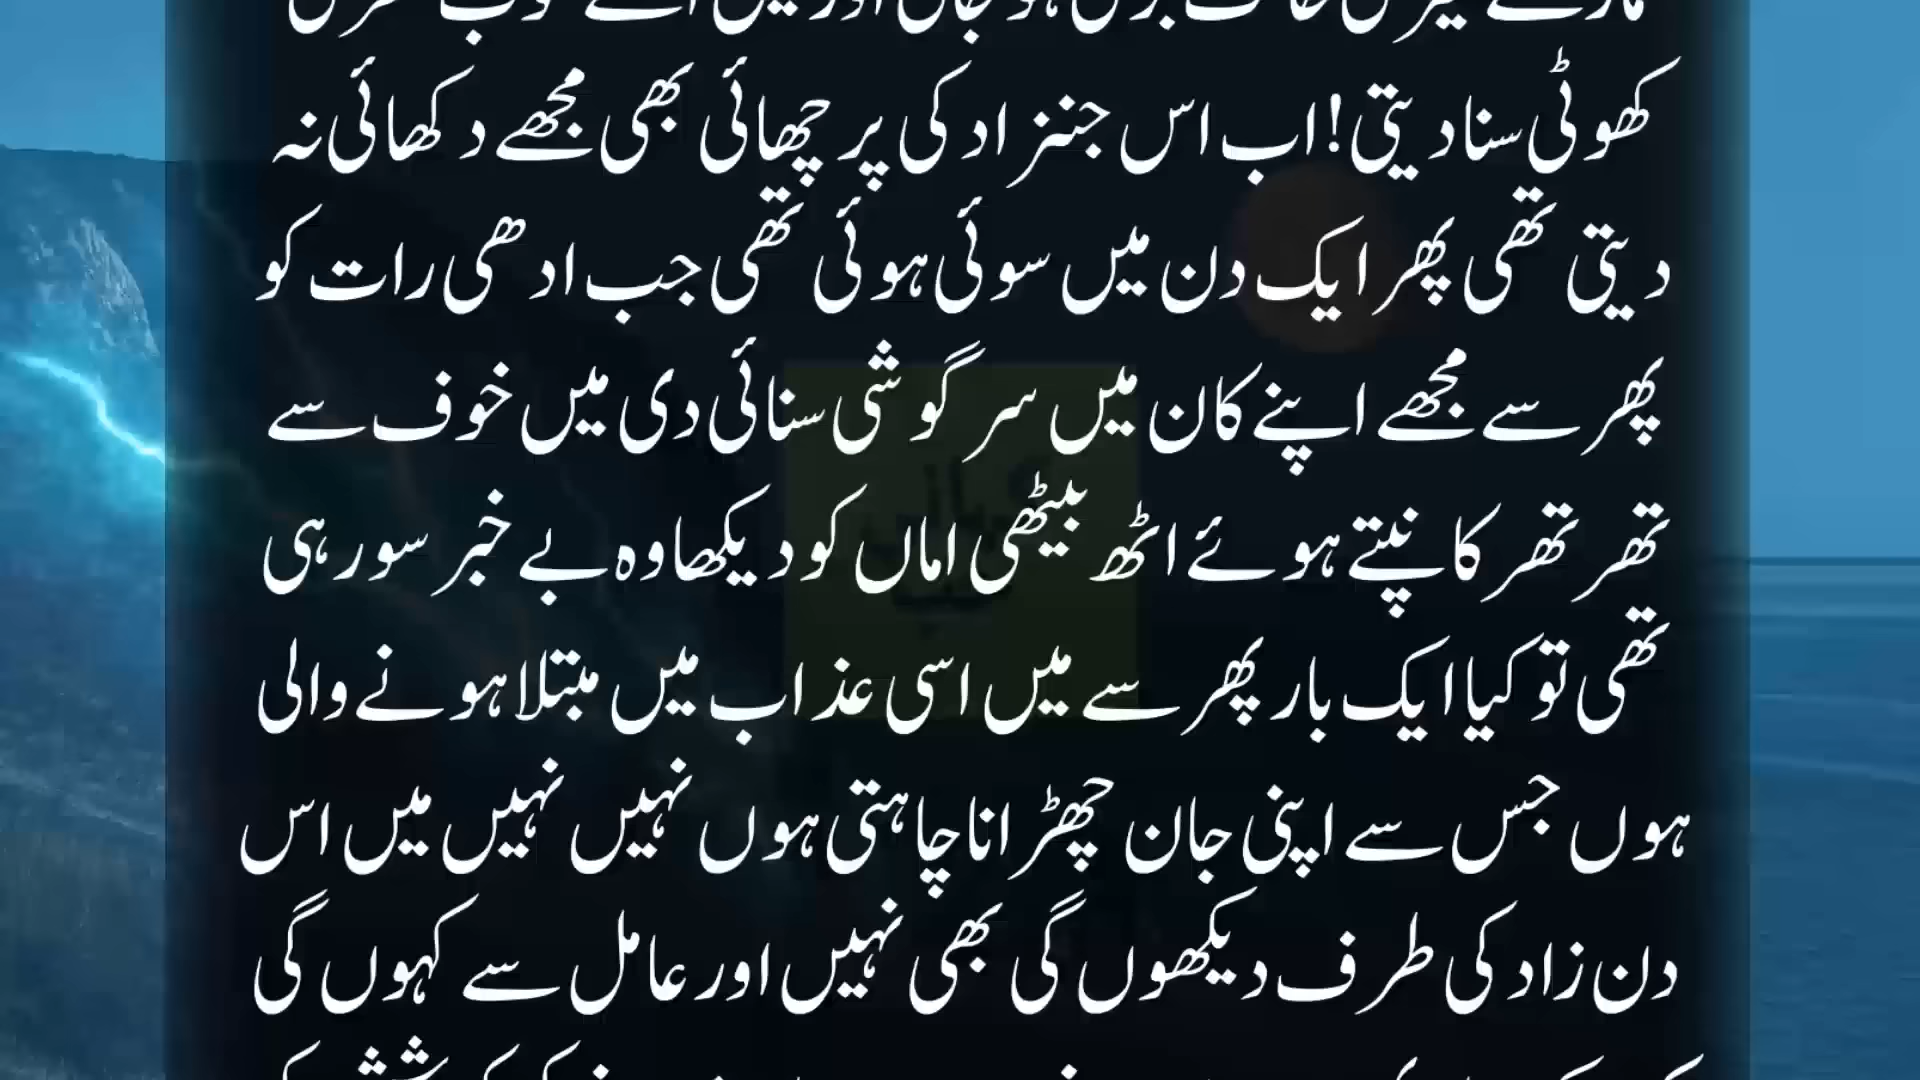 کھوٹی سنا دیتی! اب اس جنزاد کی پرچھائی بھی مجھے دکھائی نہ
دیتی تھی پھر ایک دن میں سوئی ہوئی تھی جب ادھی رات کو
پھر سے مجھے اپنے کان میں سرگوشی سنائی دی میں خوف سے
تھر تھر کانپتے ہوئے اٹھ بیٹھی اماں کو دیکھا وہ بے خبر سو رہی
تھی تو کیا ایک بار پھر سے میں اسی عذاب میں مبتلا ہونے والی
ہوں جس سے اپنی جان چھڑانا چاہتی ہوں نہیں نہیں میں اس
دن زاد کی طرف دیکھوں گی بھی نہیں اور عامل سے کہوں گی